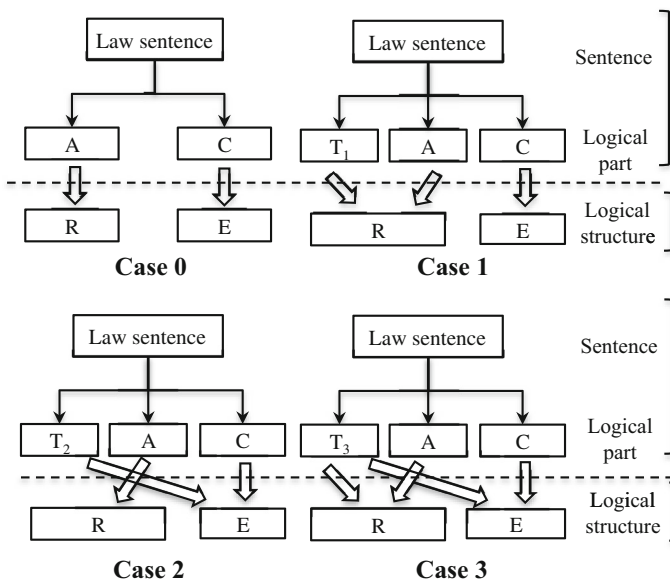 Law sentence
Law sentence
Sentence
A
C
T1
A
C
Logical
part
R
E
R
E
Logical
structure
Case 0
Case 1
Law sentence
Law sentence
Sentence
T2
A
C
T3
A
C
Logical
part
R
E
R
E
Logical
structure
Case 2
Case 3